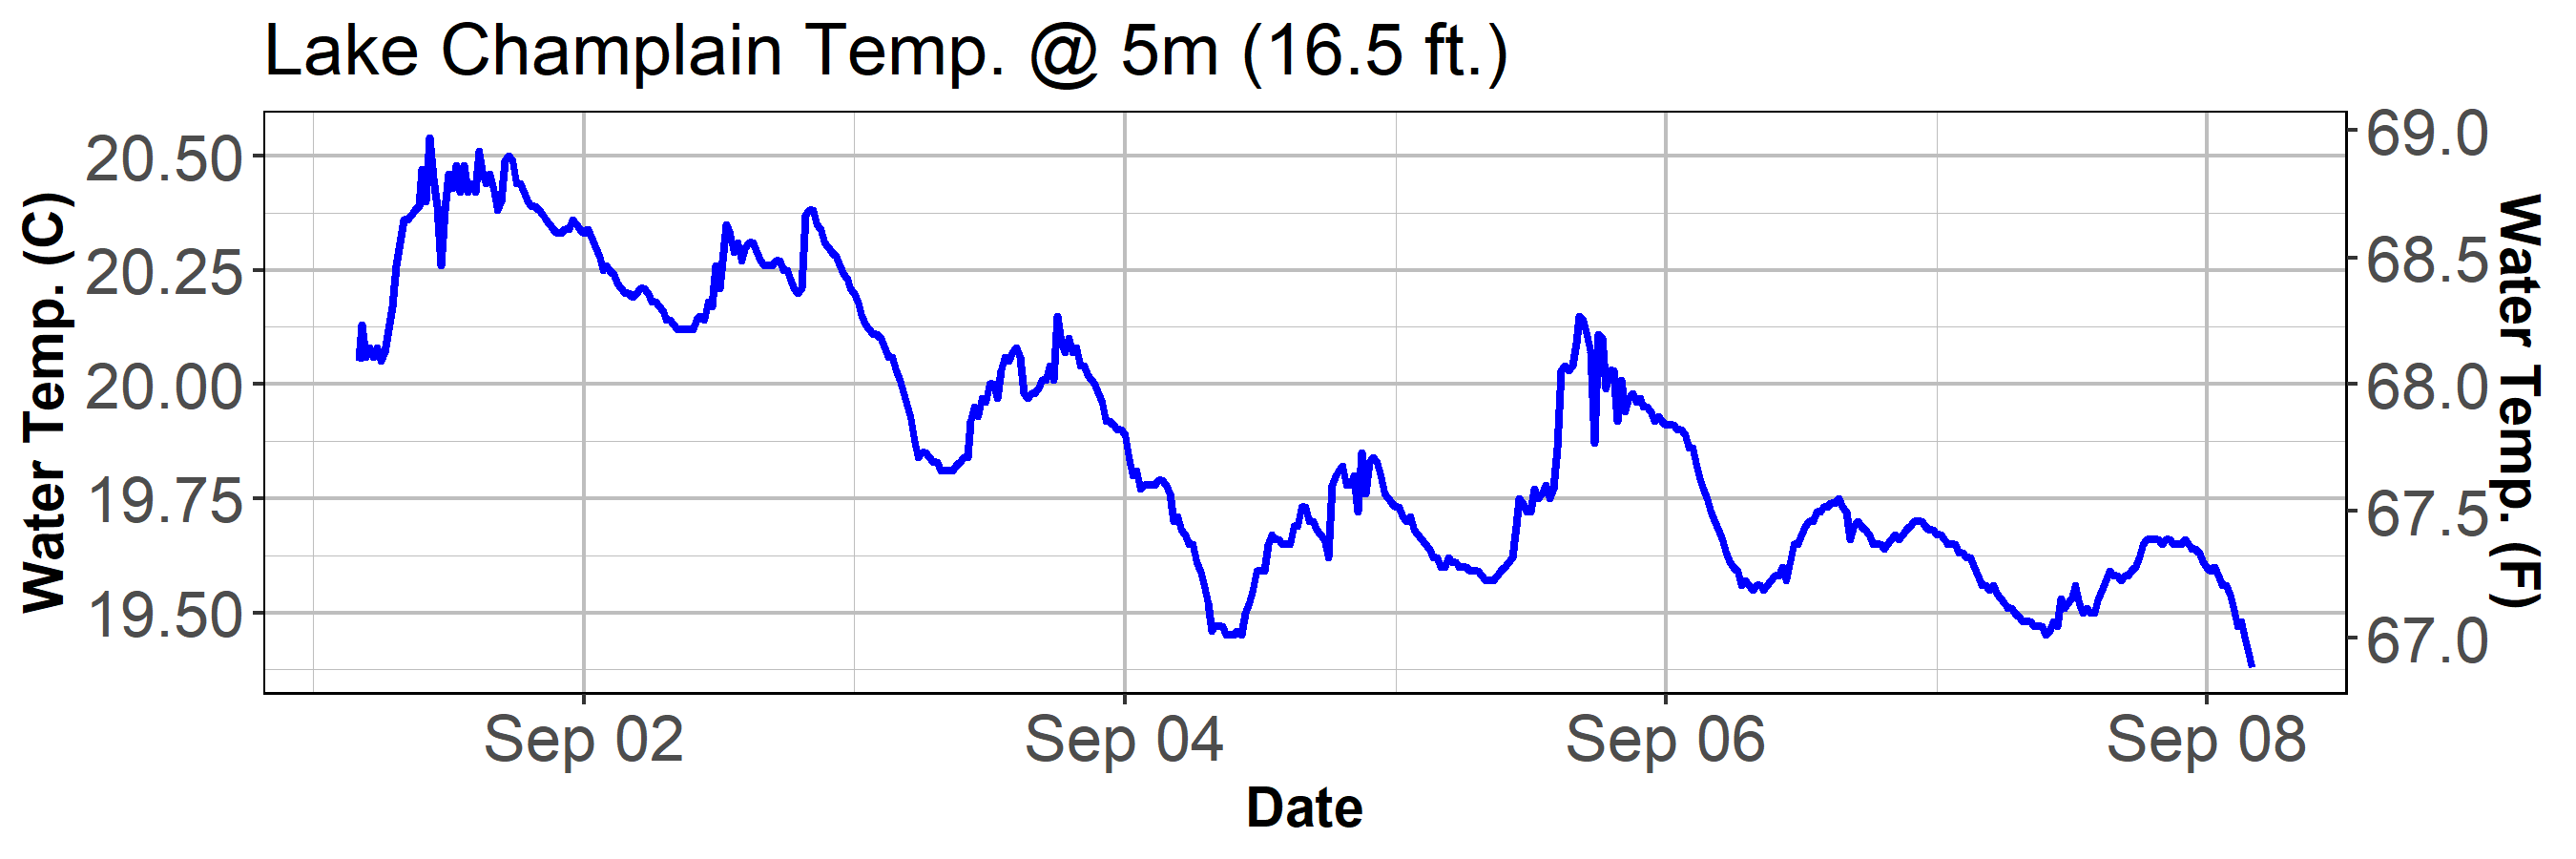 Lake Champlain Temp. @ 5m (16.5 ft.)
Water Temp. (C)
20.50
20.25
20.00
19.75
19.50
69.0
68.5
68.0
67.5
67.0
Water Temp. (F)
Sep 02
Sep 04
Sep 06
Sep 08
Date